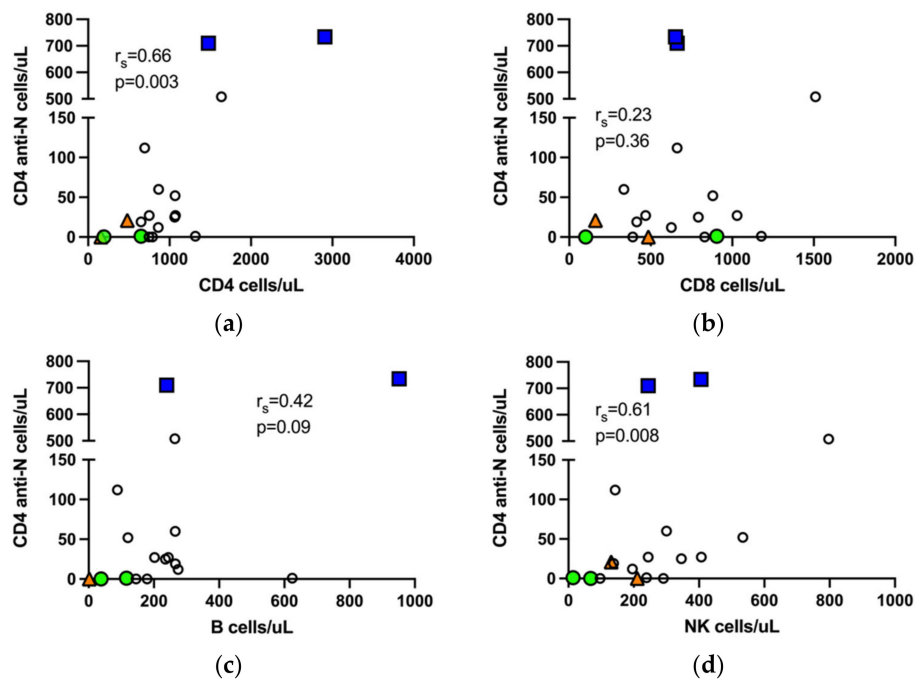 CD4 anti-N cells/uL
800
700
600
500
150
100
50
0
r_s=0.66
p=0.003
0 1000 2000 3000 4000
CD4 cells/uL
(a)
CD4 anti-N cells/uL
800
700
600
500
150
100
50
0
r_s=0.23
p=0.36
0 500 1000 1500 2000
CD8 cells/uL
(b)
CD4 anti-N cells/uL
800
700
600
500
150
100
50
0
r_s=0.42
p=0.09
0 200 400 600 800 1000
B cells/uL
(c)
CD4 anti-N cells/uL
800
700
600
500
150
100
50
0
r_s=0.61
p=0.008
0 200 400 600 800 1000
NK cells/uL
(d)